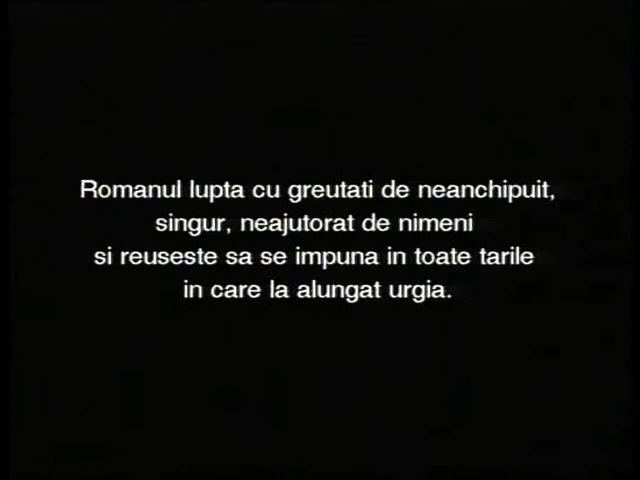 Romanul lupta cu greutati de neanchipuit,
singur, neajutorat de nimeni
si reuseste sa se impuna in toate tarile
in care la alungat urgia.